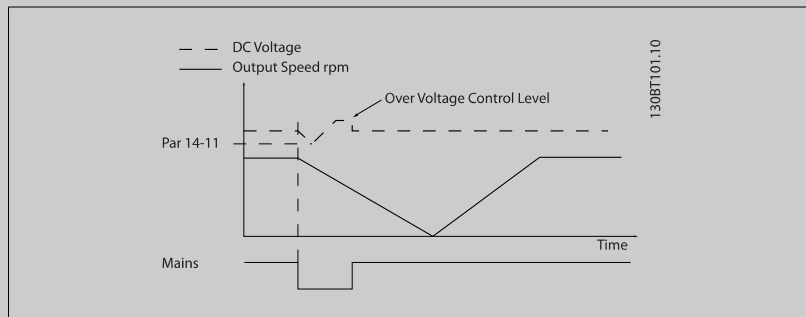 DC Voltage
Output Speed rpm
Over Voltage Control Level
Par 14-11
Time
Mains
130BT101.10